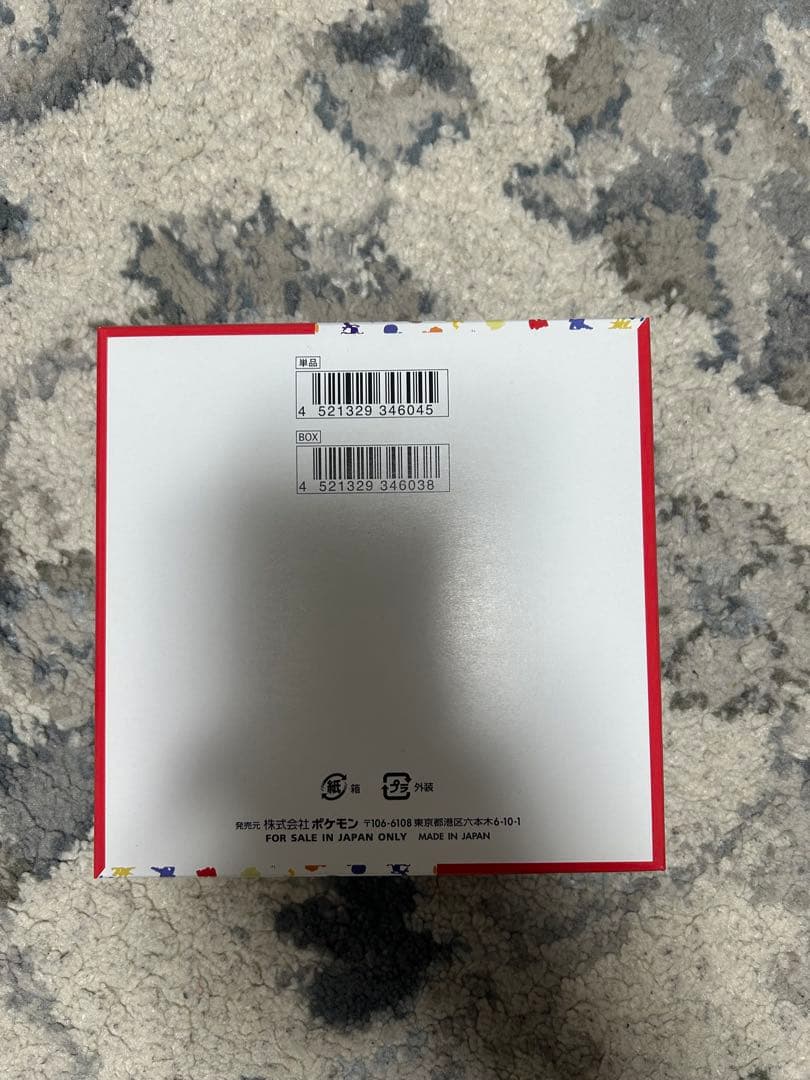 単品
4 521329 346045
BOX
4 521329 346038
紙 箱 プラ 外装
発売元 株式会社ポケモン 〒106-6108 東京都港区六本木6-10-1
FOR SALE IN JAPAN ONLY MADE IN JAPAN